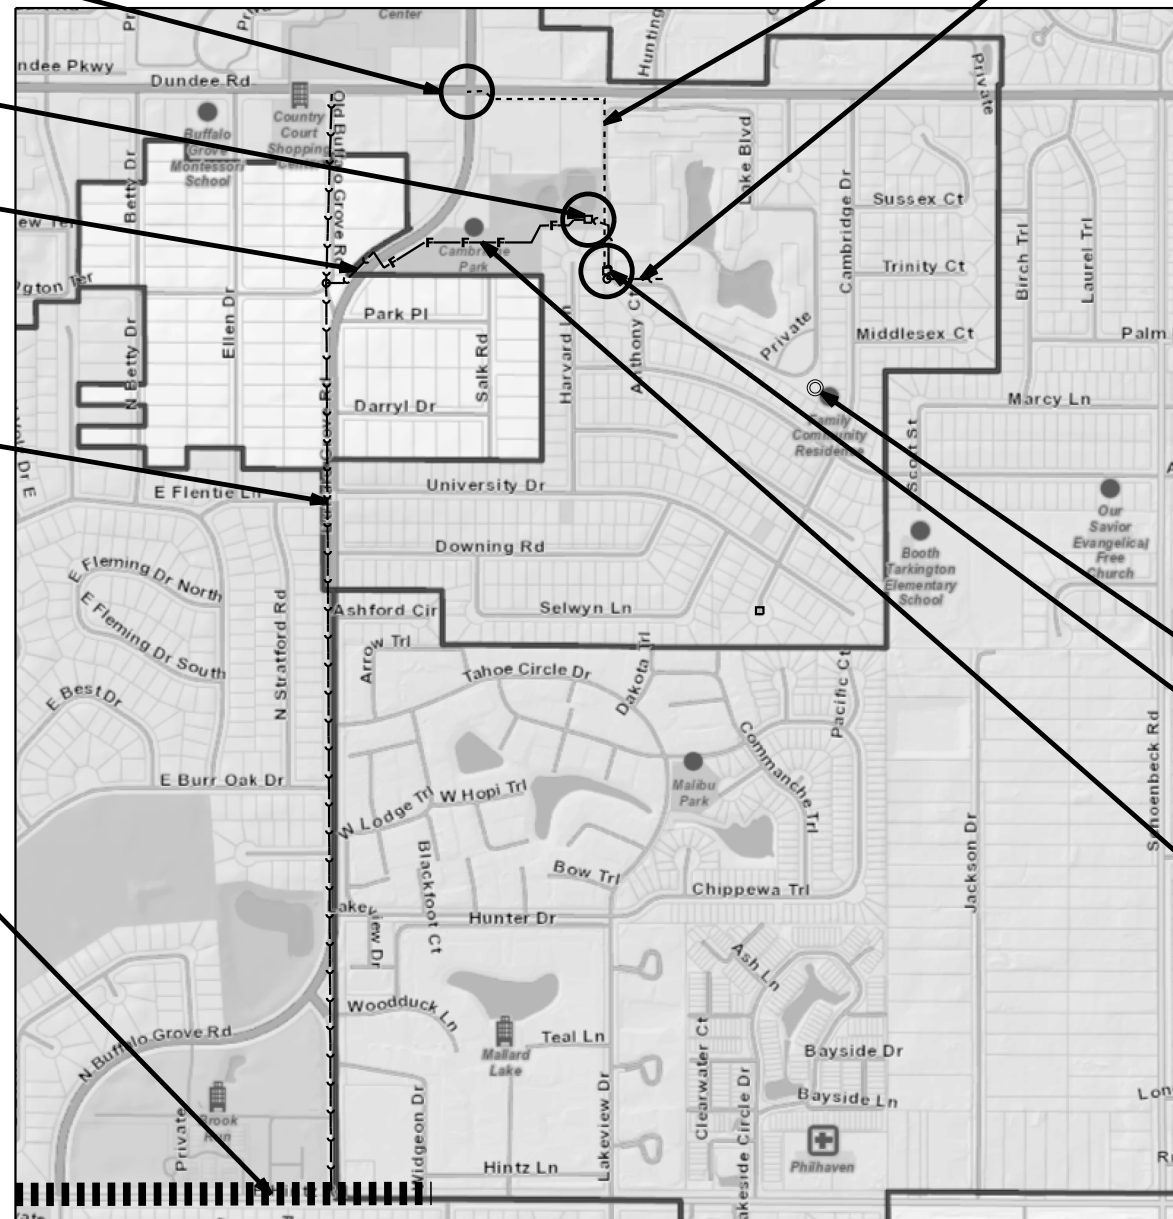 Center
Hunting
ndee Pkwy
Dundee Rd
Private
Old Buffalo Grove Rd
Country
Court
Shopping
Buffalo
Grove
Montessori
School
Betty Dr
Lake Blvd
Cambridge Dr
Sussex Ct
Birch Trl
Laurel Trl
Trinity Ct
Cambridge
Park
F
F
F
F
F
gton Ter
Ellen Dr
Park Pl
Salk Rd
Harvard Ln
Anthony Ct
Private
Middlesex Ct
Palm
N Betty Dr
Darryl Dr
Marcy Ln
Family
Community
Residence
Scott St
Dr E
E Flentie Ln
University Dr
Our
Savior
Evangelical
Free
Church
Downing Rd
Booth
Tarkington
Elementary
School
E Fleming Dr North
E Fleming Dr South
N Stratford Rd
Ashford Cir
Selwyn Ln
Arrow Trl
Tahoe Circle Dr
Dakota Trl
Pacific Ct
E Best Dr
Commanche Trl
Schoenbeck Rd
E Burr Oak Dr
W Hopi Trl
W Lodge Trl
Malibu
Park
Blackfoot Ct
Bow Trl
Chippewa Trl
Jackson Dr
Hunter Dr
Ash Ln
Woodduck Ln
Teal Ln
Mallard
Lake
N Buffalo Grove Rd
Clearwater Ct
Bayside Dr
Bayside Ln
Lon
Private
Widgeon Dr
Lakeview Dr
akeside Circle Dr
Philhaven
Hintz Ln